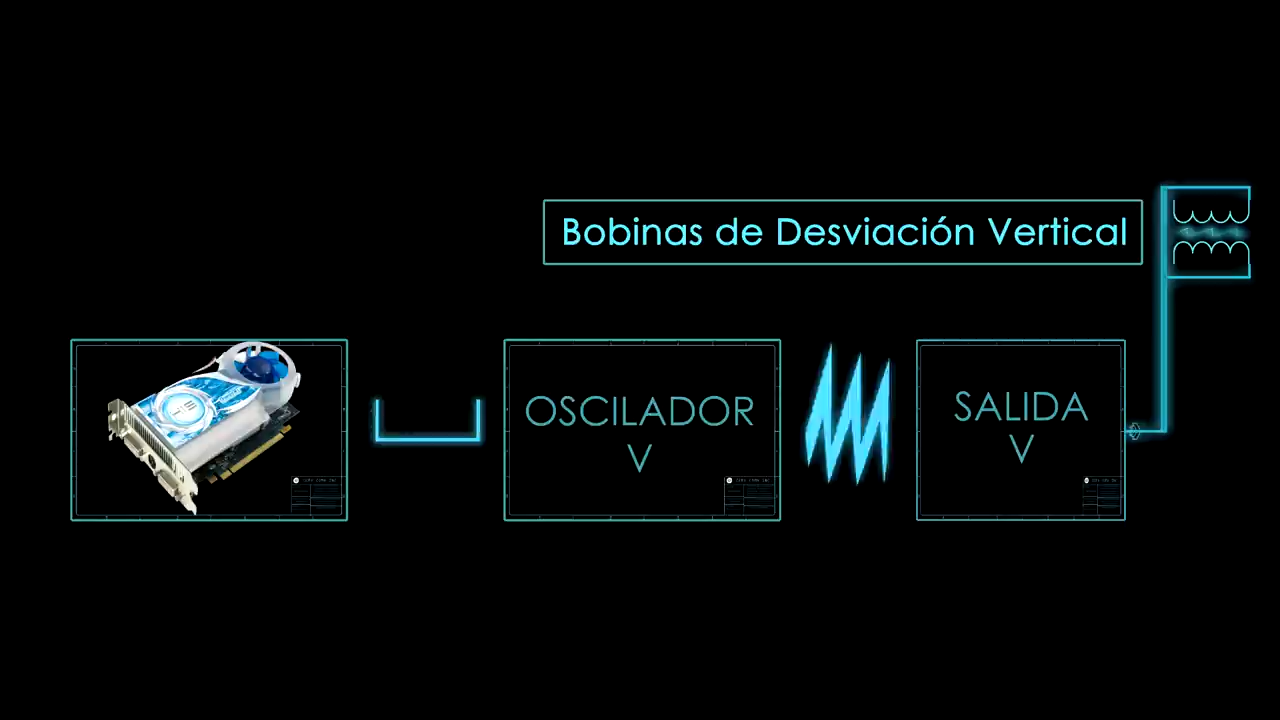 Bobinas de Desviación Vertical
OSCILADOR
V
SALIDA
V